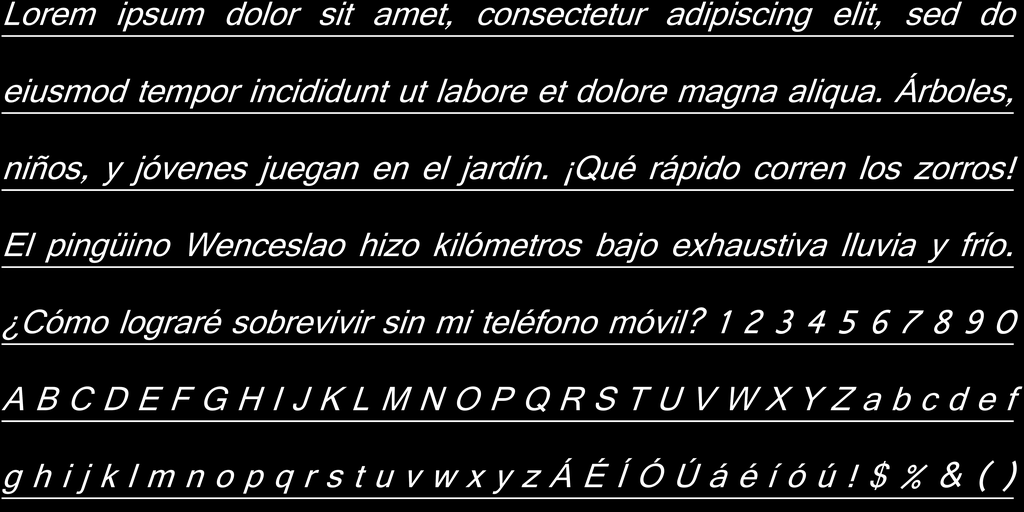 Lorem ipsum dolor sit amet, consectetur adipiscing elit, sed do
eiusmod tempor incididunt ut labore et dolore magna aliqua. Árboles,
niños, y jóvenes juegan en el jardín. ¡Qué rápido corren los zorros!
El pingüino Wenceslao hizo kilómetros bajo exhaustiva lluvia y frío.
¿Cómo lograré sobrevivir sin mi teléfono móvil? 1 2 3 4 5 6 7 8 9 0
A B C D E F G H I J K L M N O P Q R S T U V W X Y Z a b c d e f
g h i j k l m n o p q r s t u v w x y z Á É Í Ó Ú á é í ó ú ! $ % & ( )